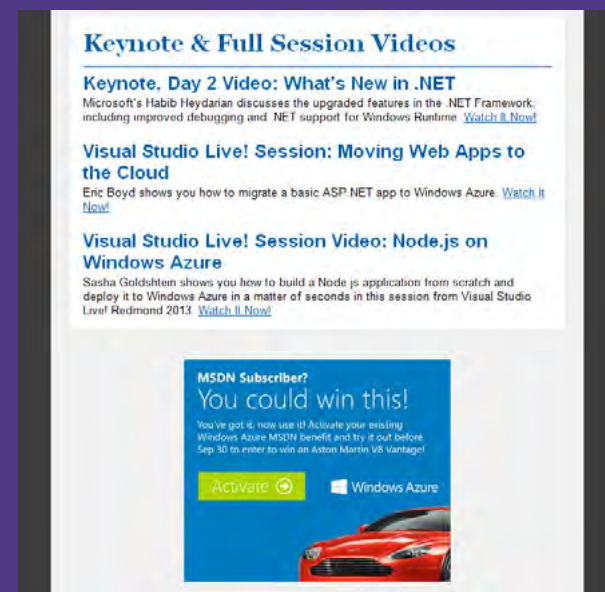 Keynote & Full Session Videos
Keynote, Day 2 Video: What's New in .NET
Microsoft's Habib Heydarian discusses the upgraded features in the .NET Framework,
including improved debugging and .NET support for Windows Runtime. Watch It Now!
Visual Studio Live! Session: Moving Web Apps to
the Cloud
Eric Boyd shows you how to migrate a basic ASP.NET app to Windows Azure. Watch It
Now!
Visual Studio Live! Session Video: Node.js on
Windows Azure
Sasha Goldshtein shows you how to build a Node.js application from scratch and
deploy it to Windows Azure in a matter of seconds in this session from Visual Studio
Live! Redmond 2013. Watch It Now!
MSDN Subscriber?
You could win this!
You've got it, now use it! Activate your existing
Windows Azure MSDN benefit and try it out before
Sep 30 to enter to win an Aston Martin V8 Vantage!
Activate
Windows Azure